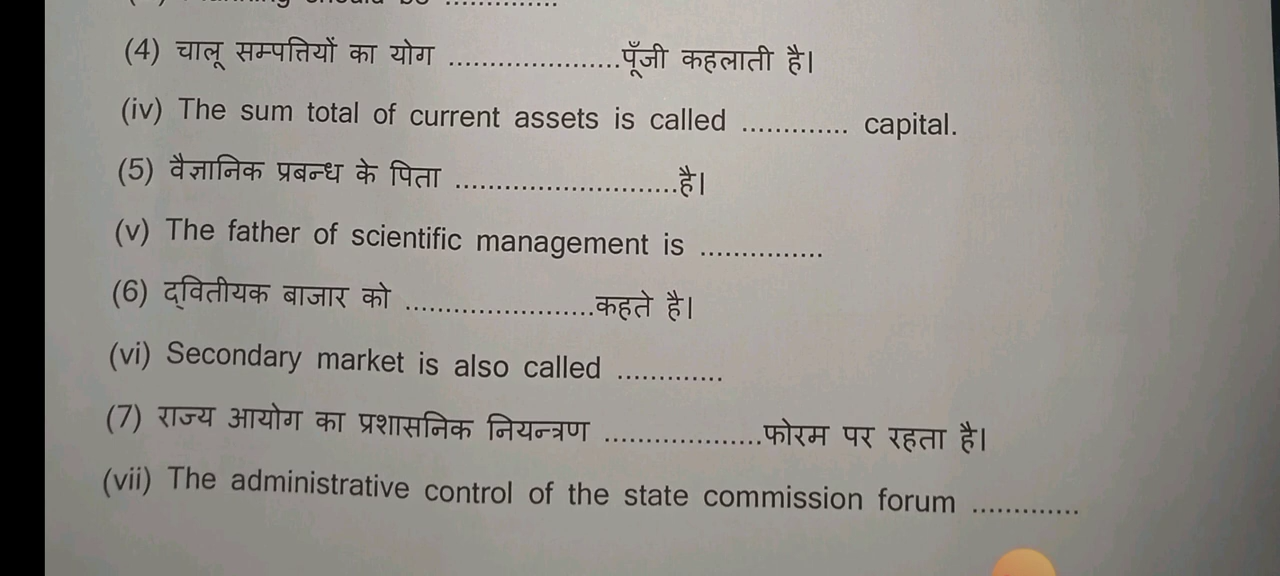 (4) चालू सम्पत्तियों का योग .....................पूँजी कहलाती है।
(iv) The sum total of current assets is called ............. capital.
(5) वैज्ञानिक प्रबन्ध के पिता ...........................है।
(v) The father of scientific management is ...............
(6) द्वितीयक बाजार को .......................कहते है।
(vi) Secondary market is also called .............
(7) राज्य आयोग का प्रशासनिक नियन्त्रण ...................फोरम पर रहता है।
(vii) The administrative control of the state commission forum .............